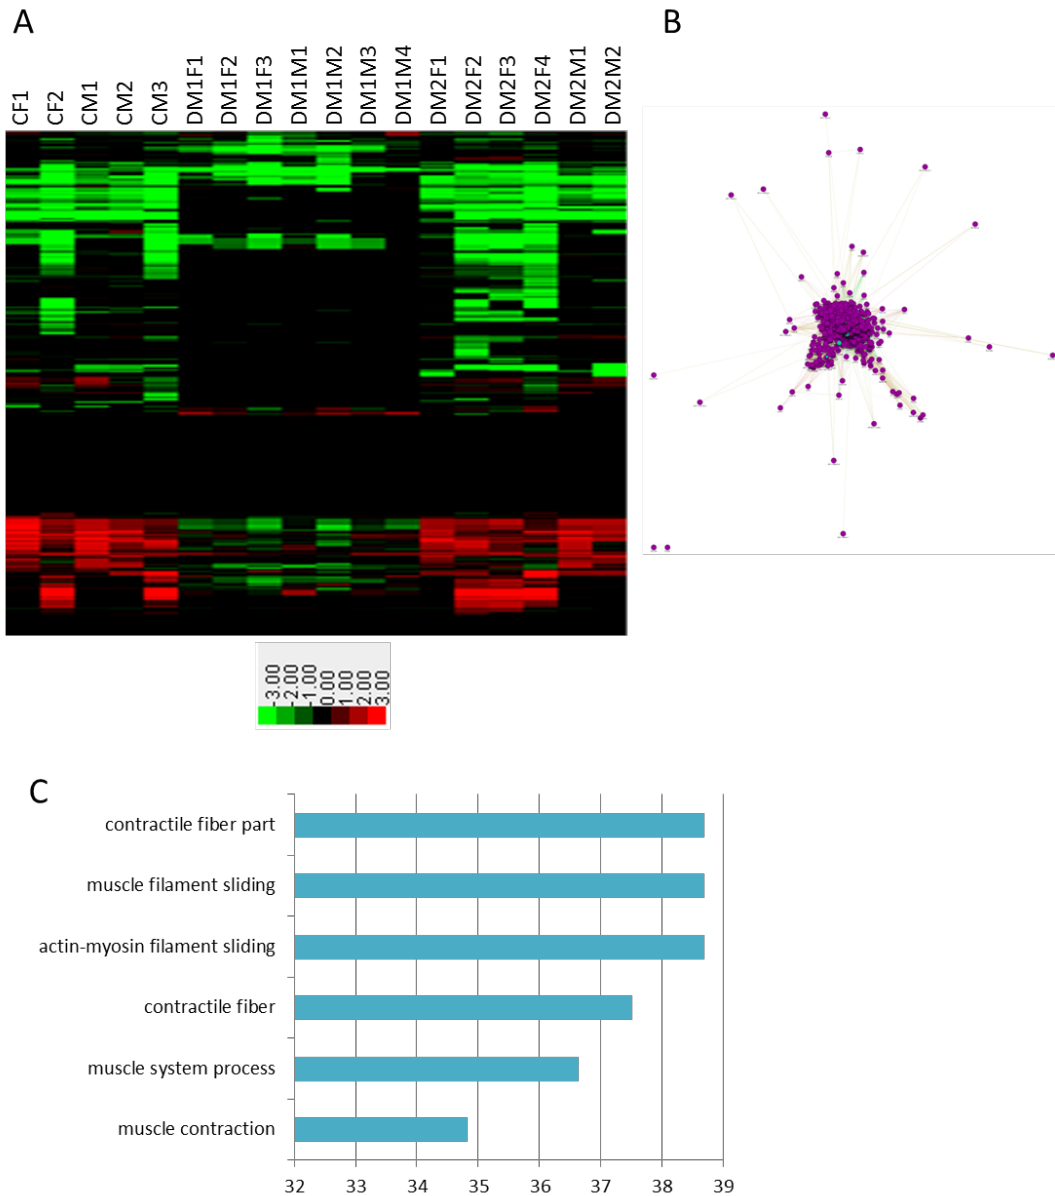 A
B
CF1 CF2 CM1 CM2 CM3 DM1F1 DM1F2 DM1F3 DM1M1 DM1M2 DM1M3 DM1M4 DM2F1 DM2F2 DM2F3 DM2F4 DM2M1 DM2M2
-3.00 -2.00 -1.00 0.00 1.00 2.00 3.00
C
contractile fiber part
muscle filament sliding
actin-myosin filament sliding
contractile fiber
muscle system process
muscle contraction
32 33 34 35 36 37 38 39